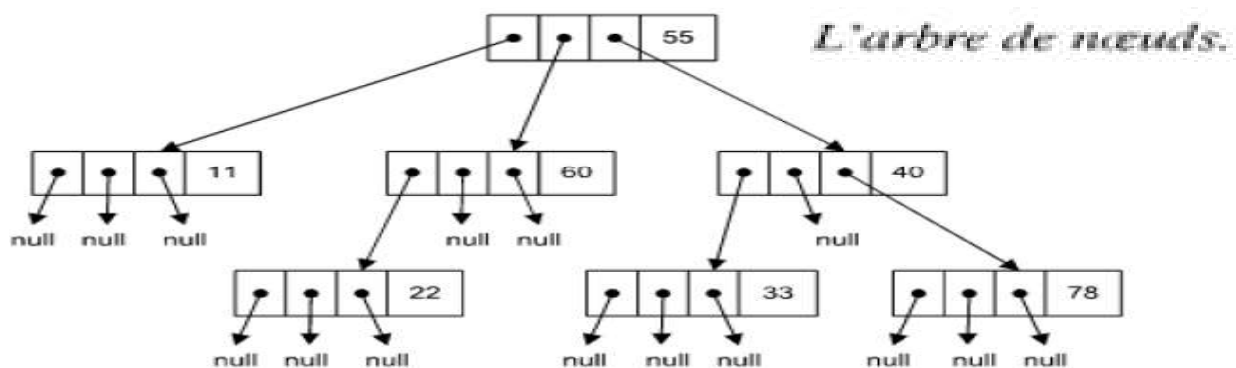 55
L'arbre de nœuds.
11
60
40
null null null
null null
null
22
33
78
null null null
null null null
null null null